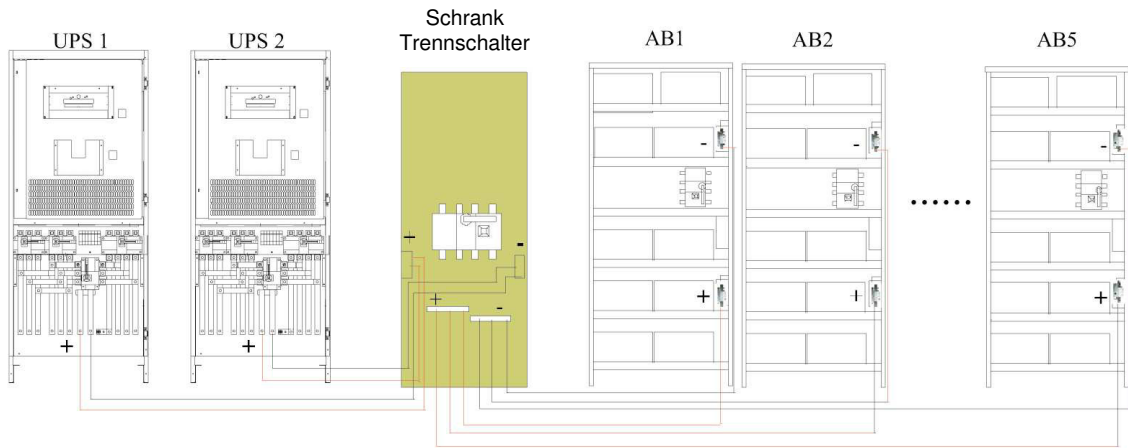 Schrank
Trennschalter
UPS 1
UPS 2
AB1
AB2
AB5
+
-
-
-
-
......
+
-
+
+
+
+
+